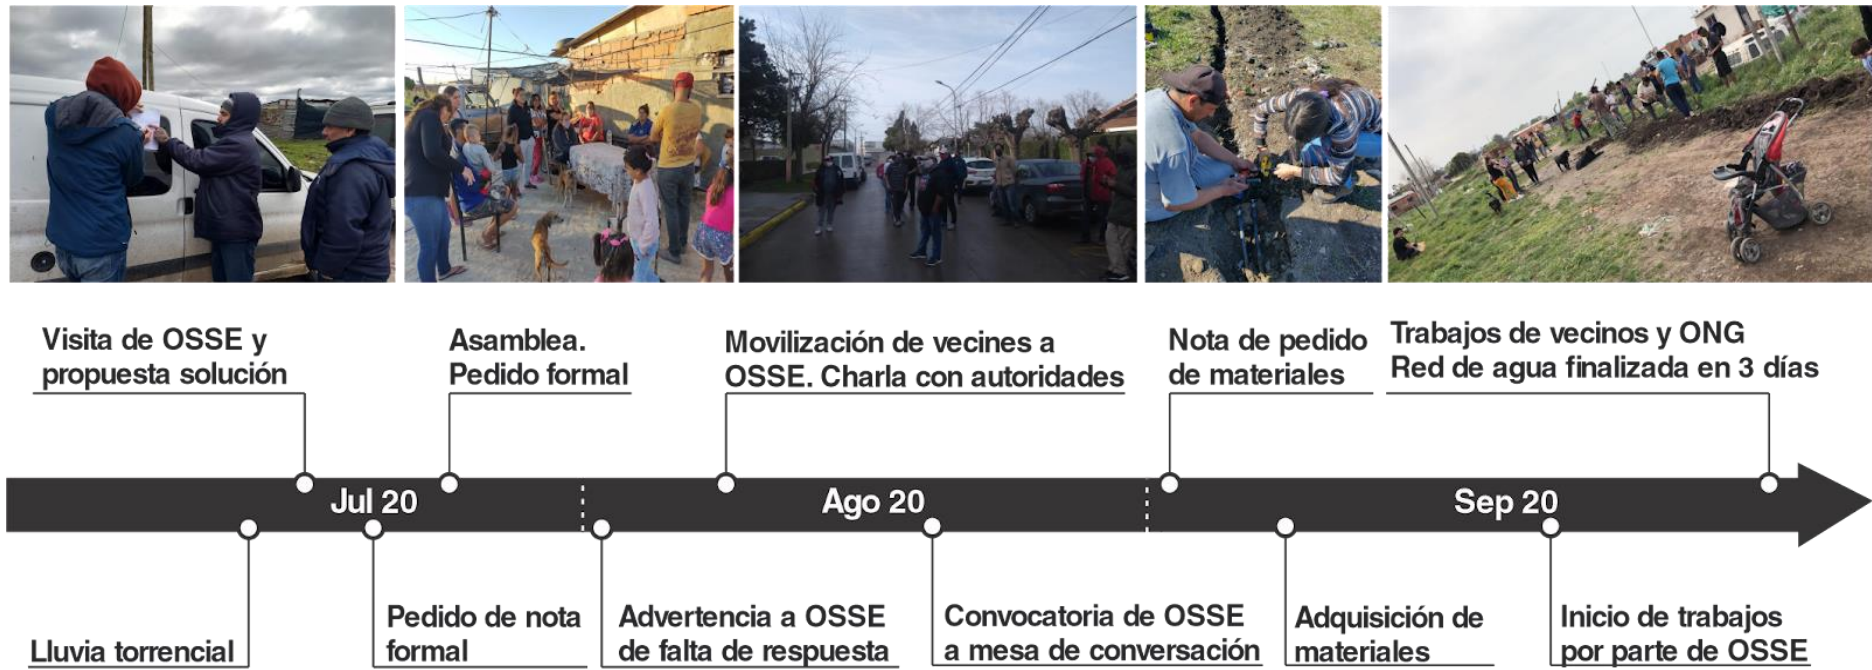 Visita de OSSE y
propuesta solución
Asamblea.
Pedido formal
Movilización de vecines a
OSSE. Charla con autoridades
Nota de pedido
de materiales
Trabajos de vecinos y ONG
Red de agua finalizada en 3 días
Jul 20
Ago 20
Sep 20
Lluvia torrencial
Pedido de nota
formal
Advertencia a OSSE
de falta de respuesta
Convocatoria de OSSE
a mesa de conversación
Adquisición de
materiales
Inicio de trabajos
por parte de OSSE